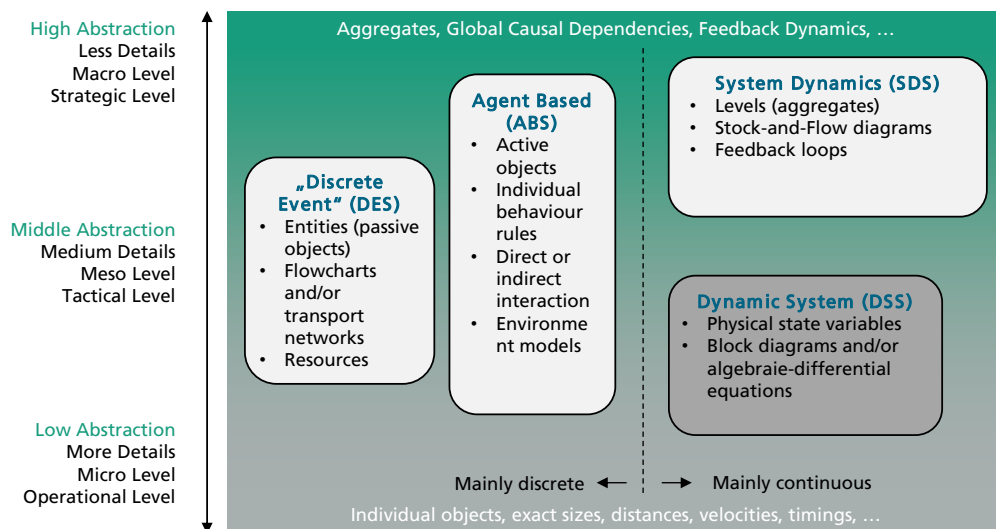 High Abstraction
Less Details
Macro Level
Strategic Level
Middle Abstraction
Medium Details
Meso Level
Tactical Level
Low Abstraction
More Details
Micro Level
Operational Level
Aggregates, Global Causal Dependencies, Feedback Dynamics, …
„Discrete
Event“ (DES)
• Entities (passive
objects)
• Flowcharts
and/or
transport
networks
• Resources
Agent Based
(ABS)
• Active
objects
• Individual
behaviour
rules
• Direct or
indirect
interaction
• Environme
nt models
System Dynamics (SDS)
• Levels (aggregates)
• Stock-and-Flow diagrams
• Feedback loops
Dynamic System (DSS)
• Physical state variables
• Block diagrams and/or
algebraie-differential
equations
Mainly discrete
Mainly continuous
Individual objects, exact sizes, distances, velocities, timings, …